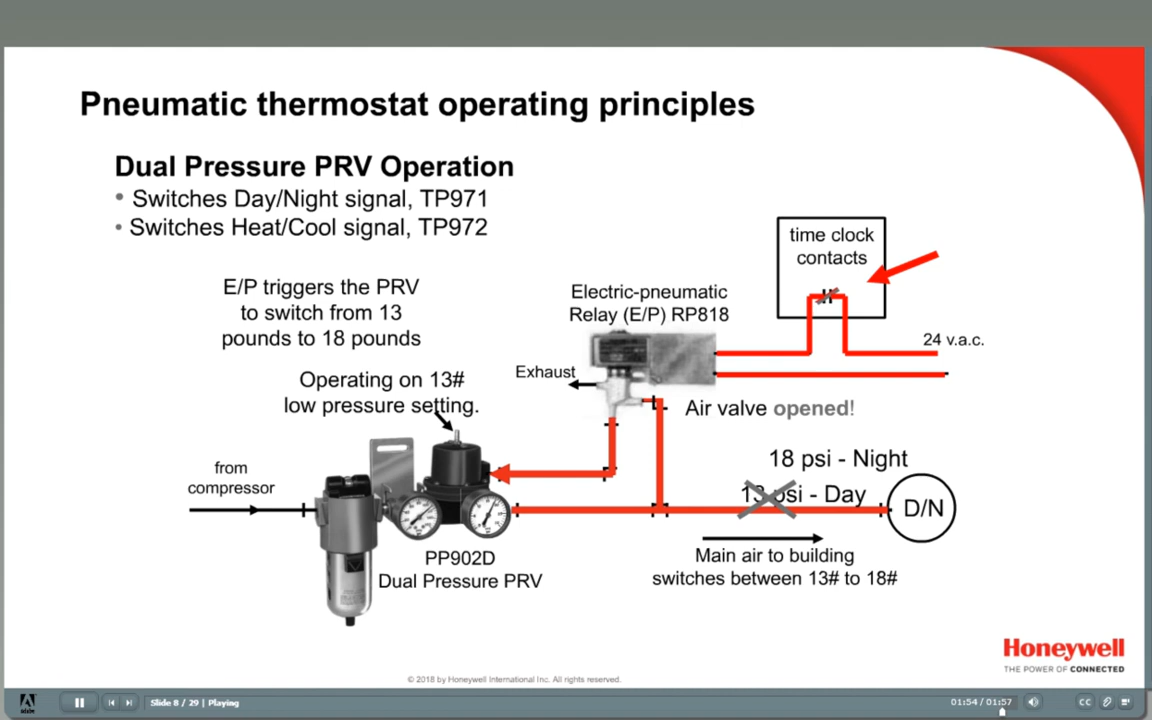 Pneumatic thermostat operating principles
Dual Pressure PRV Operation
• Switches Day/Night signal, TP971
• Switches Heat/Cool signal, TP972
E/P triggers the PRV
to switch from 13
pounds to 18 pounds
Operating on 13#
low pressure setting.
Electric-pneumatic
Relay (E/P) RP818
time clock
contacts
24 v.a.c.
Exhaust
Air valve opened!
from
compressor
18 psi - Night
13 psi - Day
D/N
PP902D
Dual Pressure PRV
Main air to building
switches between 13# to 18#
Honeywell
THE POWER OF CONNECTED
© 2018 by Honeywell International Inc. All rights reserved.
Adobe
Slide 8 / 29 | Playing
01:54 / 01:57
CC